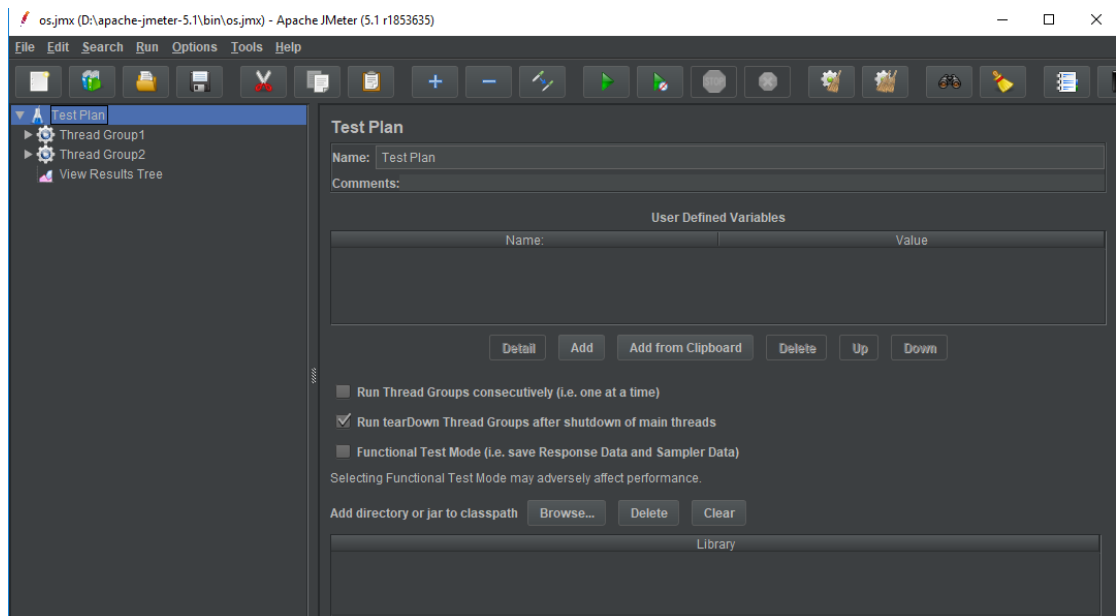 os.jmx (D:\apache-jmeter-5.1\bin\os.jmx) - Apache JMeter (5.1 r1853635)
File Edit Search Run Options Tools Help
Test Plan
Thread Group1
Thread Group2
View Results Tree
Test Plan
Name: Test Plan
Comments:
User Defined Variables
Name: Value
Detail Add Add from Clipboard Delete Up Down
Run Thread Groups consecutively (i.e. one at a time)
Run tearDown Thread Groups after shutdown of main threads
Functional Test Mode (i.e. save Response Data and Sampler Data)
Selecting Functional Test Mode may adversely affect performance.
Add directory or jar to classpath Browse... Delete Clear
Library